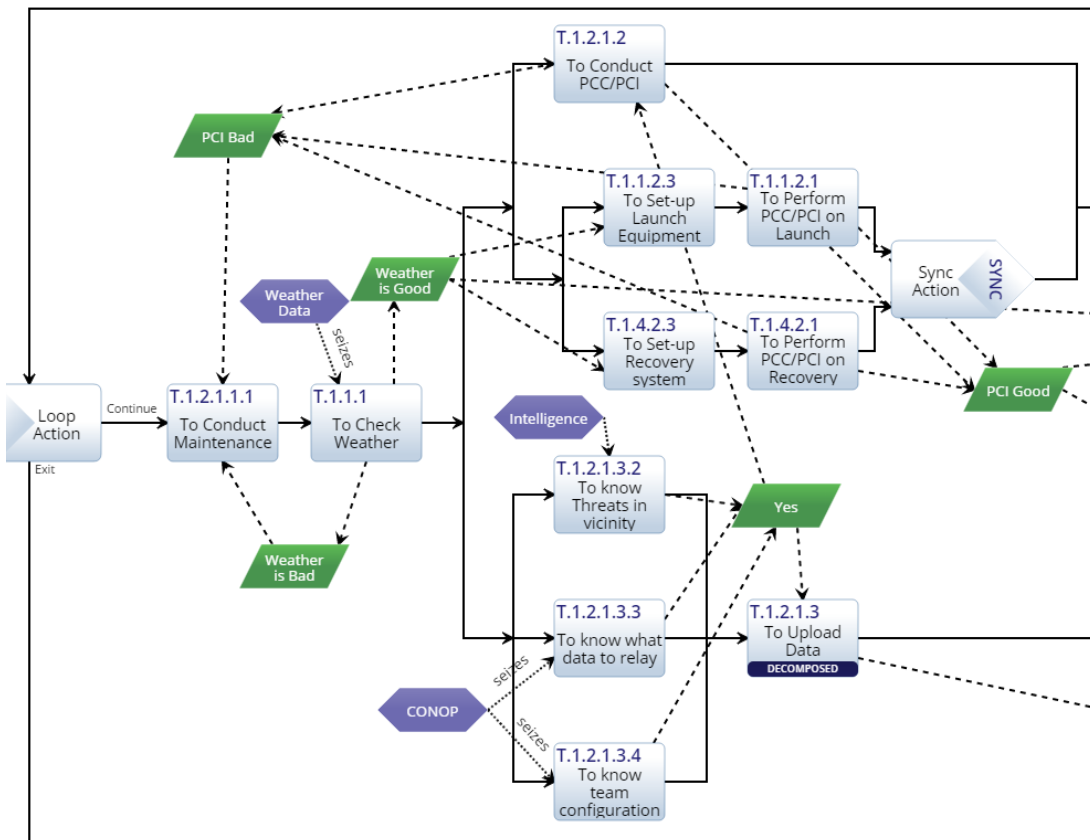 T.1.2.1.2
To Conduct
PCC/PCI
PCI Bad
T.1.1.2.3
To Set-up
Launch
Equipment
T.1.1.2.1
To Perform
PCC/PCI on
Launch
Weather
is Good
Weather
Data
seizes
Sync
Action
SYNC
T.1.4.2.3
To Set-up
Recovery
system
T.1.4.2.1
To Perform
PCC/PCI on
Recovery
PCI Good
Loop
Action
Continue
Exit
T.1.2.1.1.1
To Conduct
Maintenance
T.1.1.1
To Check
Weather
Intelligence
T.1.2.1.3.2
To know
Threats in
vicinity
Yes
Weather
is Bad
T.1.2.1.3.3
To know what
data to relay
T.1.2.1.3
To Upload
Data
DECOMPOSED
seizes
CONOP
seizes
T.1.2.1.3.4
To know
team
configuration